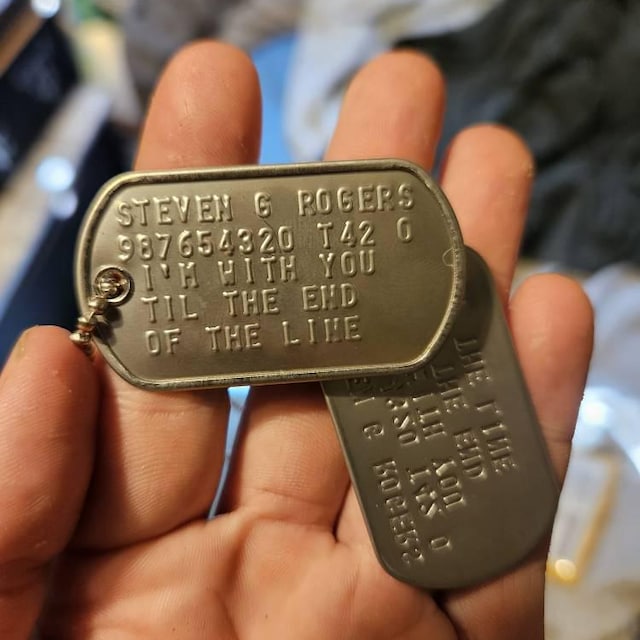 STEVEN G ROGERS
987654320 T42 O
I'M WITH YOU
TIL THE END
OF THE LINE